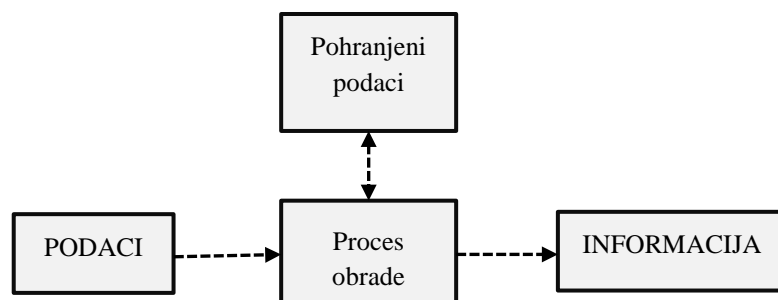 Pohranjeni
podaci
PODACI
Proces
obrade
INFORMACIJA